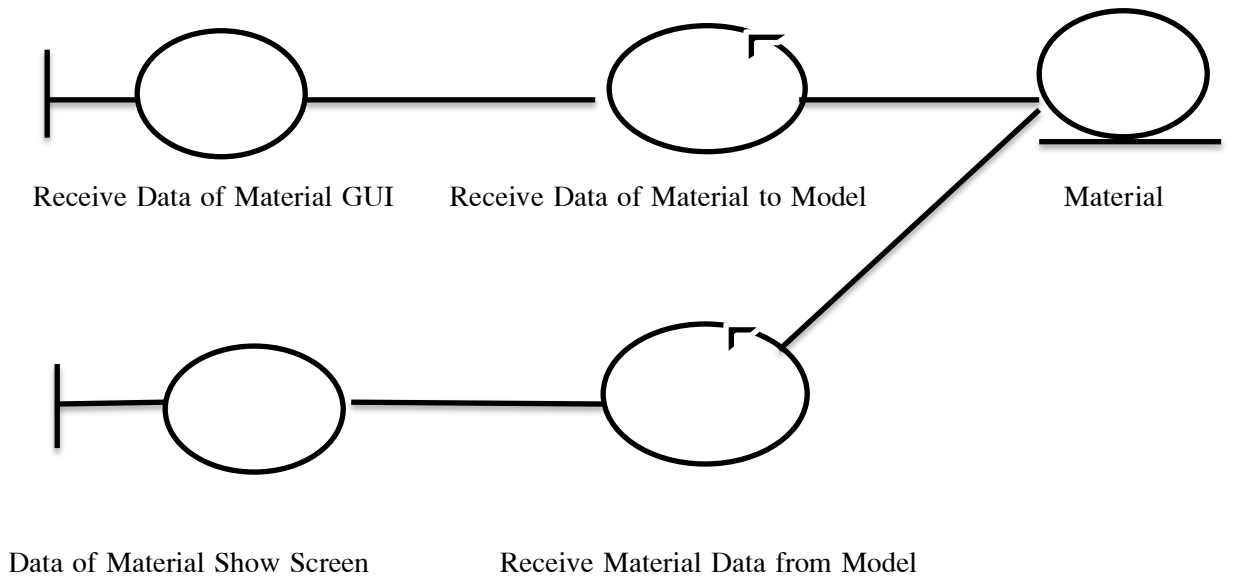 Receive Data of Material GUI
Receive Data of Material to Model
Material
Data of Material Show Screen
Receive Material Data from Model